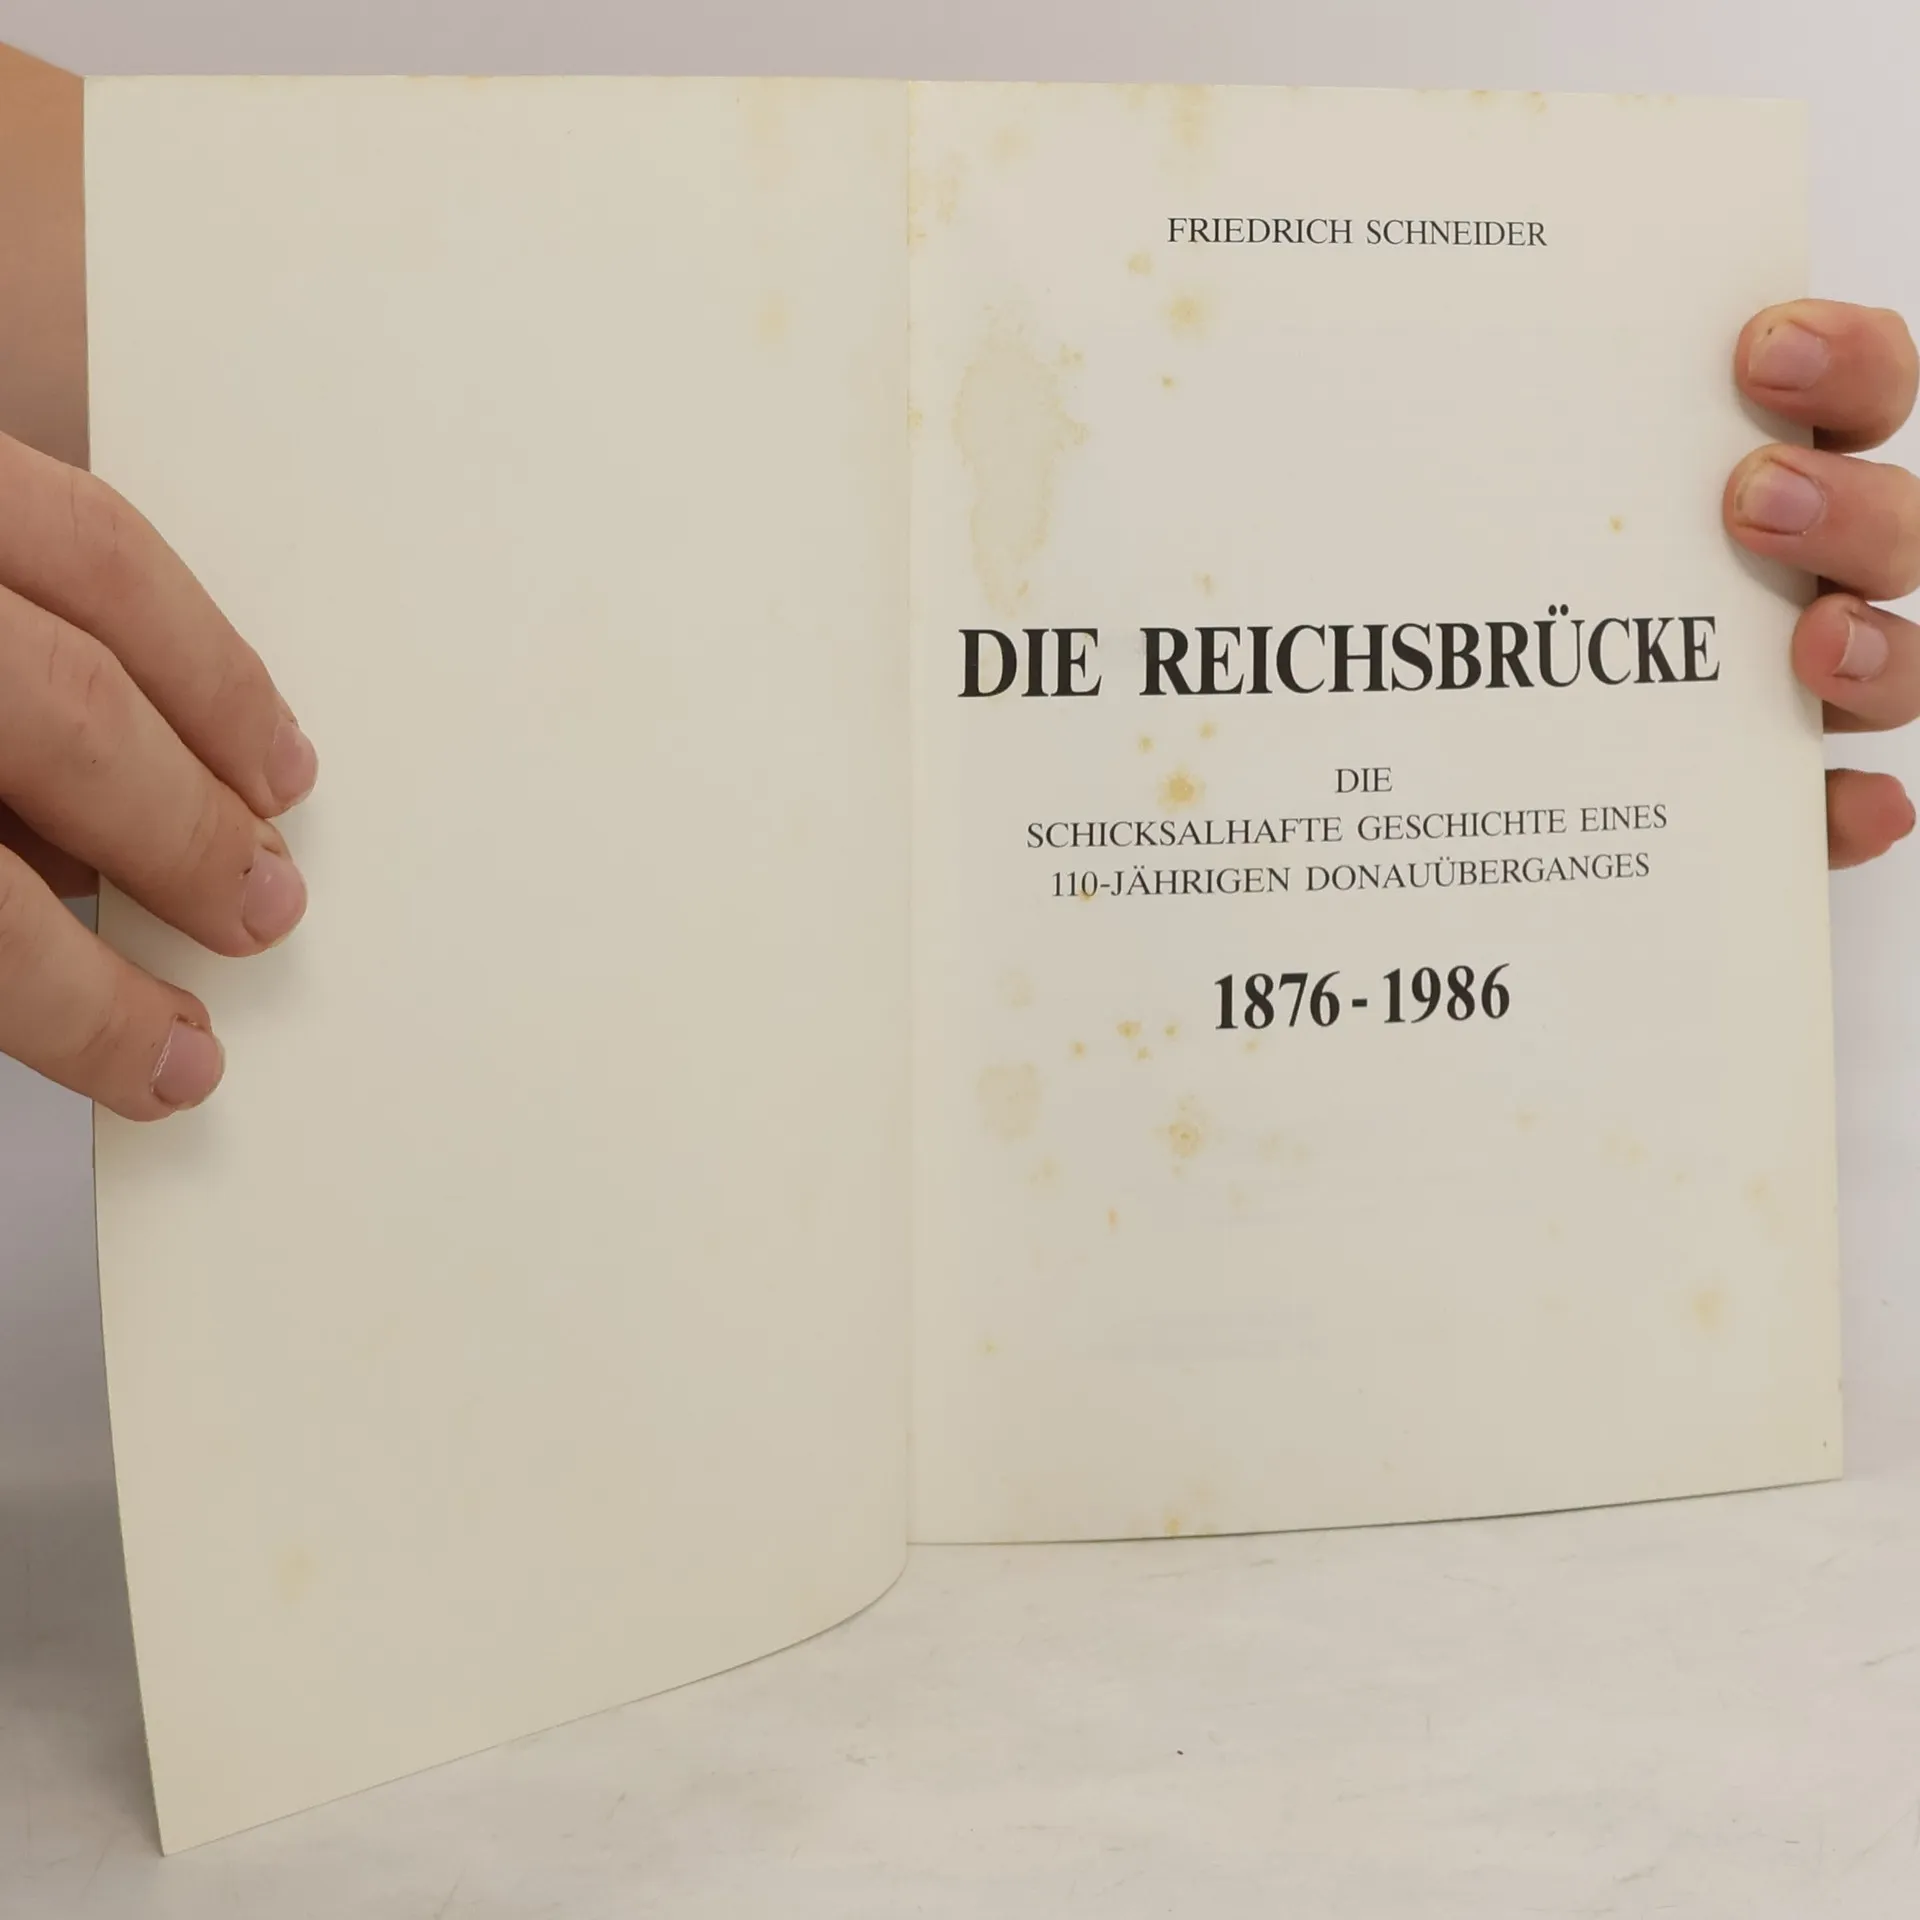 FRIEDRICH SCHNEIDER
DIE REICHSBRÜCKE
DIE
SCHICKSALHAFTE GESCHICHTE EINES
110-JÄHRIGEN DONAUÜBERGANGES
1876-1986